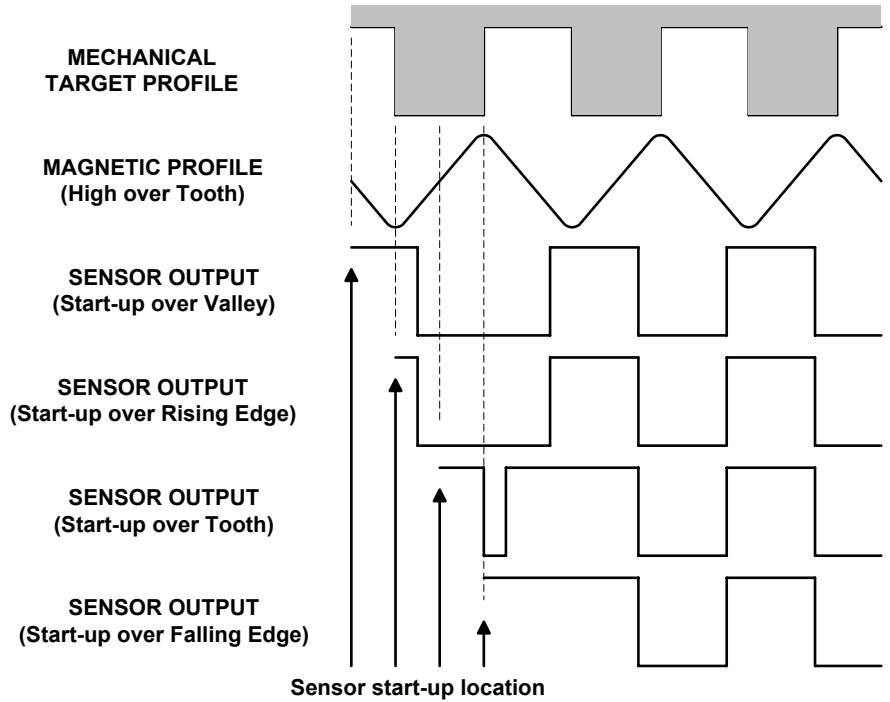 MECHANICAL
TARGET PROFILE
MAGNETIC PROFILE
(High over Tooth)
SENSOR OUTPUT
(Start-up over Valley)
SENSOR OUTPUT
(Start-up over Rising Edge)
SENSOR OUTPUT
(Start-up over Tooth)
SENSOR OUTPUT
(Start-up over Falling Edge)
Sensor start-up location